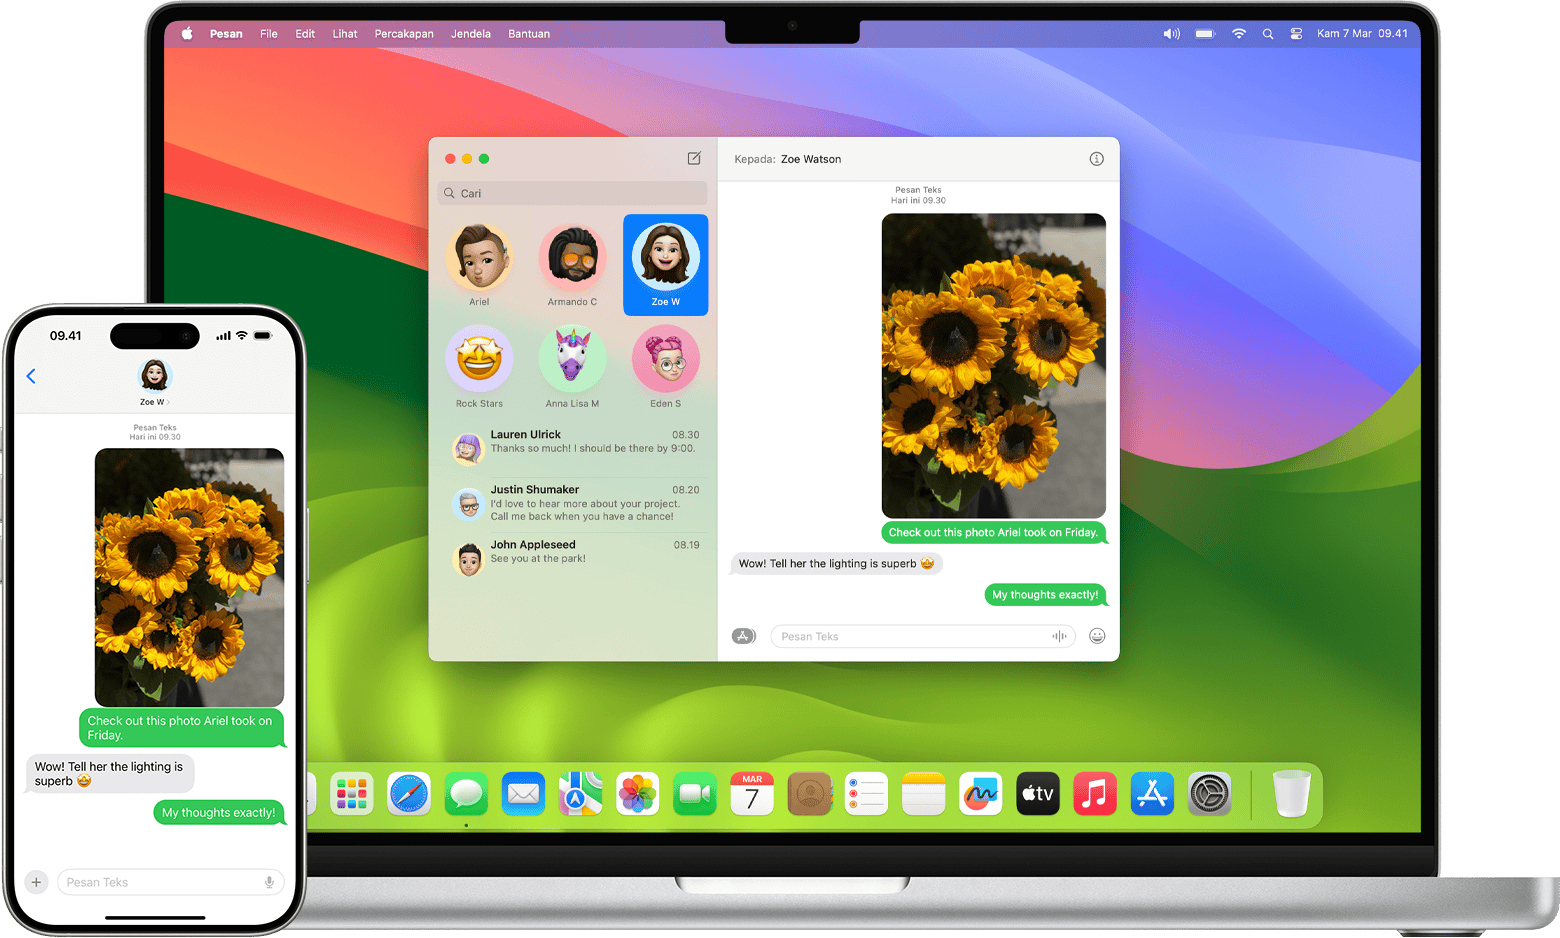 Pesan File Edit Lihat Percakapan Jendela Bantuan
Kam 7 Mar 09.41
Cari
Ariel
Armando C
Zoe W
Rock Stars
Anna Lisa M
Eden S
Lauren Ulrick 08.30
Thanks so much! I should be there by 9:00.
Justin Shumaker 08.20
I'd love to hear more about your project.
Call me back when you have a chance!
John Appleseed 08.19
See you at the park!
Kepada: Zoe Watson
Pesan Teks
Hari ini 09.30
Check out this photo Ariel took on Friday.
Wow! Tell her the lighting is superb 🤩
My thoughts exactly!
Pesan Teks
MAR
7
tv
09.41
Zoe W
Pesan Teks
Hari ini 09.30
Check out this photo Ariel took on
Friday.
Wow! Tell her the lighting is
superb 🤩
My thoughts exactly!
Pesan Teks